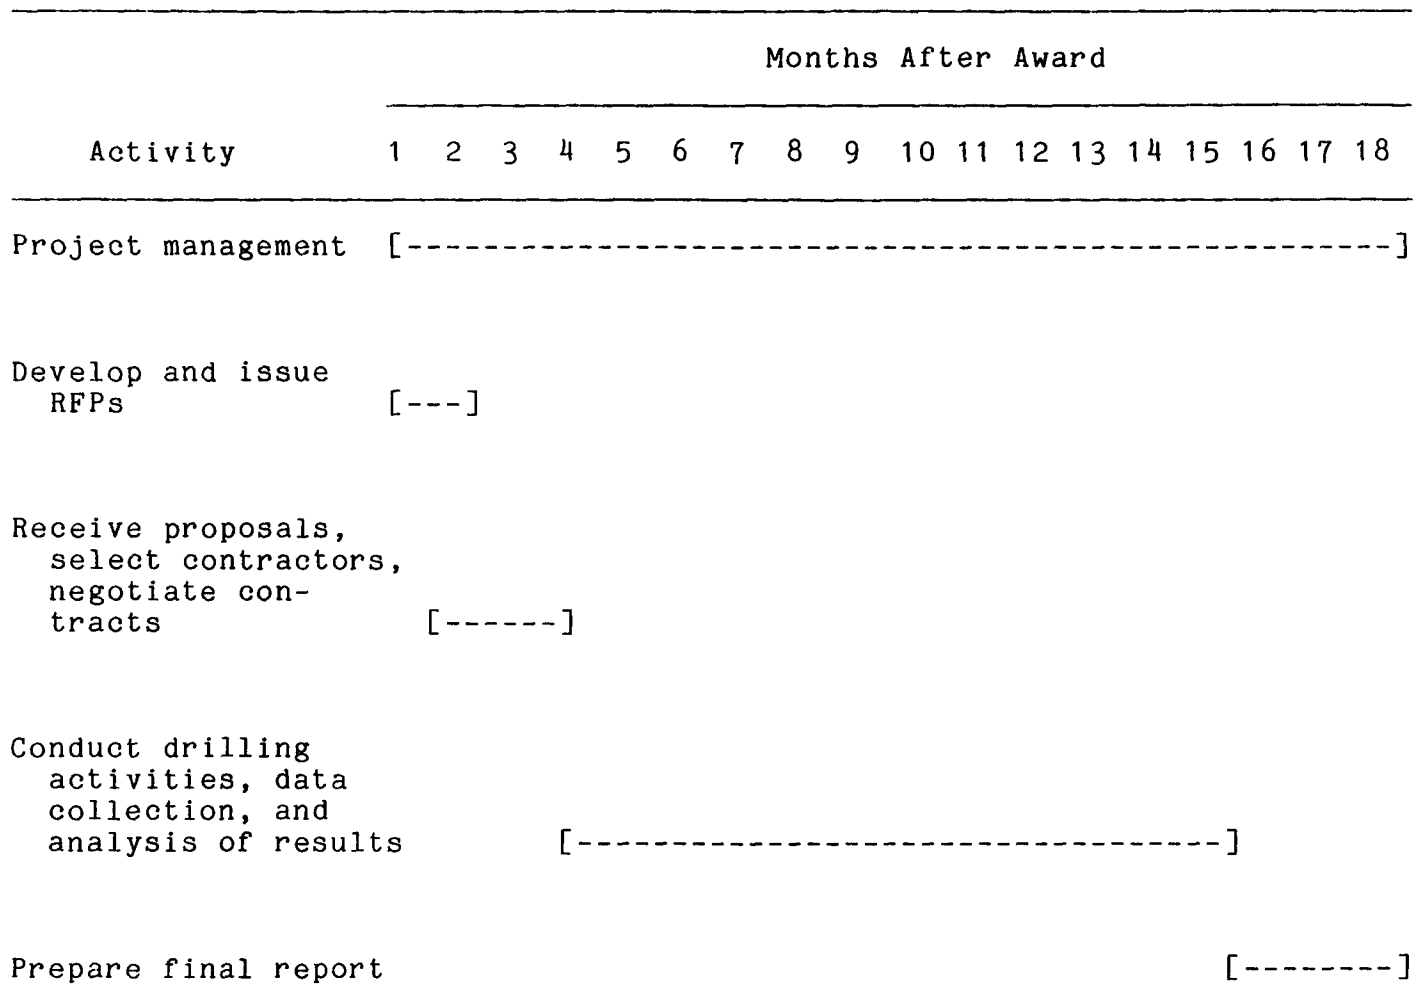 Months After Award
Activity 1 2 3 4 5 6 7 8 9 10 11 12 13 14 15 16 17 18
Project management [----------------------------------------------------]
Develop and issue
RFPs [---]
Receive proposals,
select contractors,
negotiate con-
tracts [------]
Conduct drilling
activities, data
collection, and
analysis of results [----------------------------------]
Prepare final report [--------]